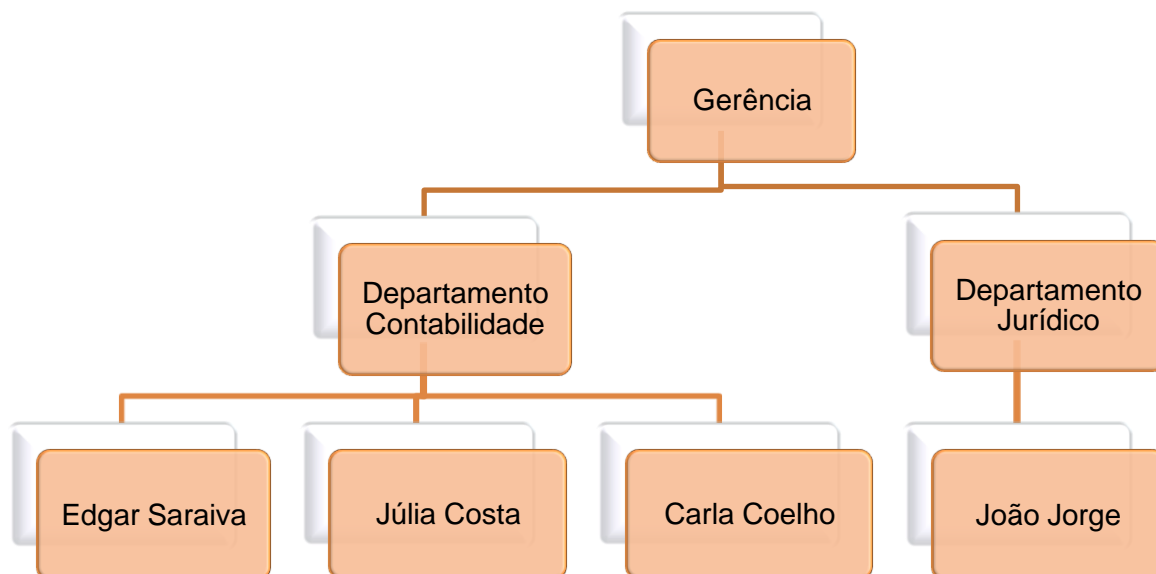 Gerência
Departamento
Contabilidade
Departamento
Jurídico
Edgar Saraiva
Júlia Costa
Carla Coelho
João Jorge